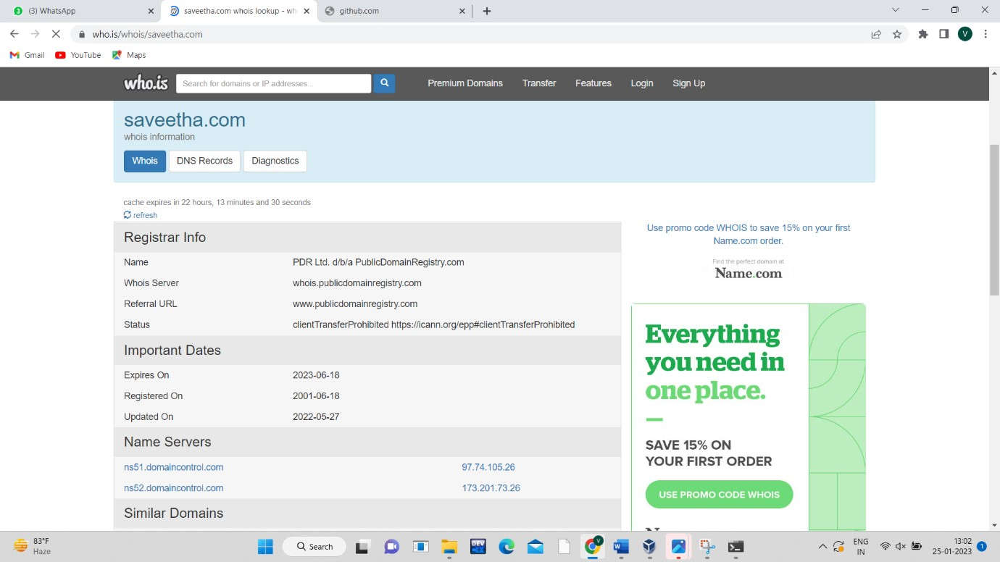 (3) WhatsApp
saveetha.com whois lookup - wh
github.com
who.is/whois/saveetha.com
V
Gmail
YouTube
Maps
who.is
Search for domains or IP addresses...
Premium Domains
Transfer
Features
Login
Sign Up
saveetha.com
whois information
Whois
DNS Records
Diagnostics
cache expires in 22 hours, 13 minutes and 30 seconds
refresh
Registrar Info
Name PDR Ltd. d/b/a PublicDomainRegistry.com
Whois Server whois.publicdomainregistry.com
Referral URL www.publicdomainregistry.com
Status clientTransferProhibited https://icann.org/epp#clientTransferProhibited
Important Dates
Expires On 2023-06-18
Registered On 2001-06-18
Updated On 2022-05-27
Name Servers
ns51.domaincontrol.com 97.74.105.26
ns52.domaincontrol.com 173.201.73.26
Similar Domains
Use promo code WHOIS to save 15% on your first
Name.com order.
Find the perfect domain at
Name.com
Everything
you need in
one place.
SAVE 15% ON
YOUR FIRST ORDER
USE PROMO CODE WHOIS
83°F
Haze
Search
DEV
ENG
IN
13:02
25-01-2023
1